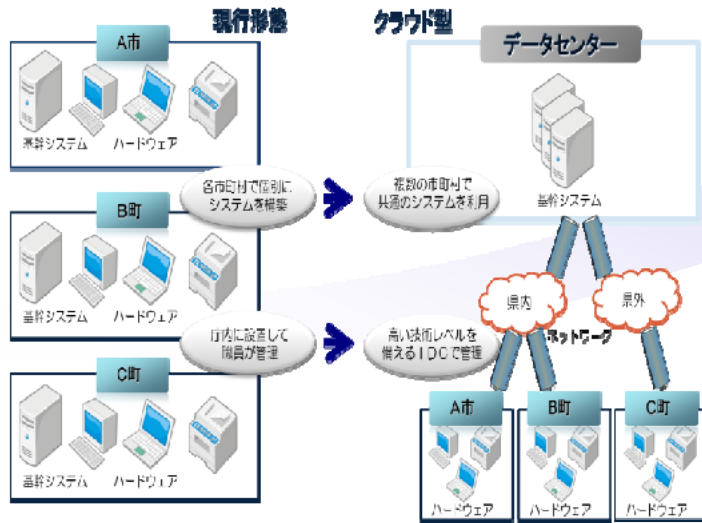 現行形態
クラウド型
A市
基幹システム
ハードウェア
B町
基幹システム
ハードウェア
C町
基幹システム
ハードウェア
各市町村で個別に
システムを構築
複数の市町村で
共通のシステムを利用
庁内に設置して
職員が管理
高い技術レベルを
備えるIDCで管理
データセンター
基幹システム
県内
県外
ネットワーク
A市
ハードウェア
B町
ハードウェア
C町
ハードウェア